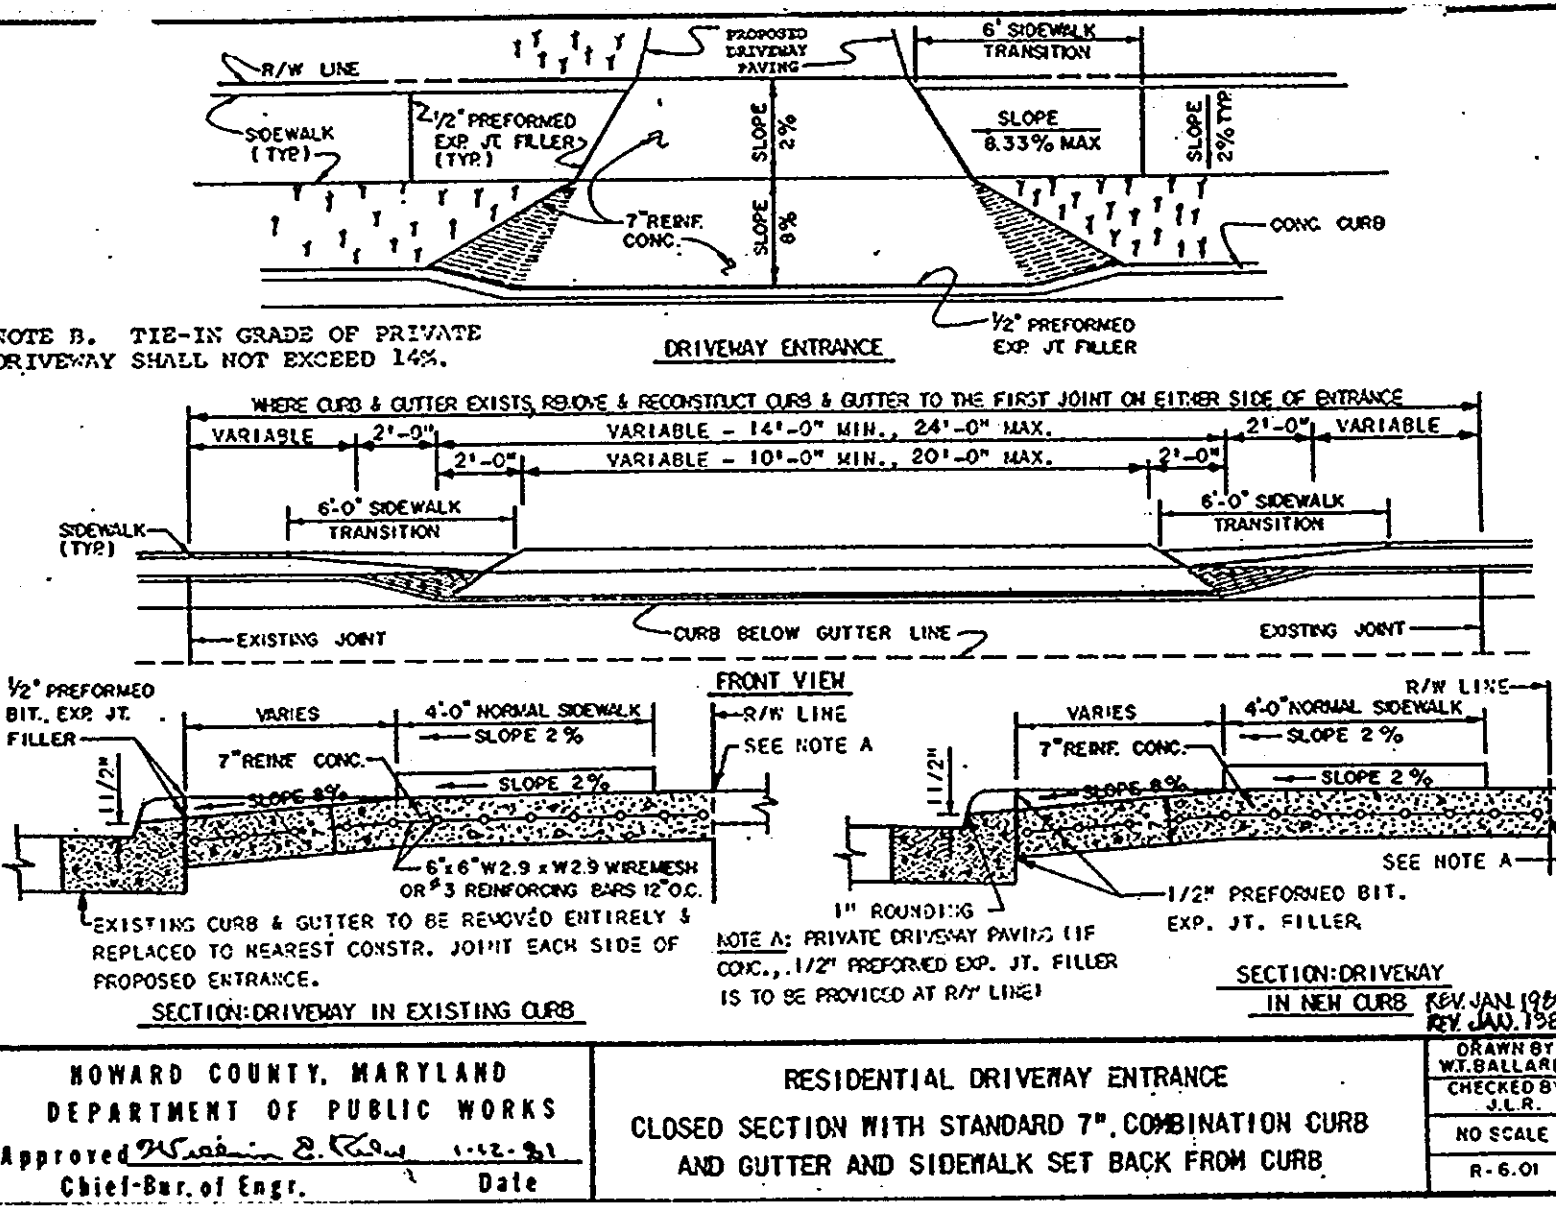 PROPOSED
DRIVEWAY
PAVING
6' SIDEWALK
TRANSITION
R/W LINE
SIDEWALK
(TYP.)
1/2" PREFORMED
EXP. JT. FILLER
(TYP.)
SLOPE
2%
SLOPE
8.33% MAX
SLOPE
2% TYP.
7" REINF.
CONC.
SLOPE
8%
CONC. CURB
1/2" PREFORMED
EXP. JT FILLER
NOTE B. TIE-IN GRADE OF PRIVATE
DRIVEWAY SHALL NOT EXCEED 14%.
DRIVEWAY ENTRANCE
WHERE CURB & GUTTER EXISTS, REMOVE & RECONSTRUCT CURB & GUTTER TO THE FIRST JOINT ON EITHER SIDE OF ENTRANCE
VARIABLE 2'-0" VARIABLE - 14'-0" MIN., 24'-0" MAX. 2'-0" VARIABLE
2'-0" VARIABLE - 10'-0" MIN., 20'-0" MAX. 2'-0"
6'-0" SIDEWALK
TRANSITION
6'-0" SIDEWALK
TRANSITION
SIDEWALK
(TYP.)
EXISTING JOINT
CURB BELOW GUTTER LINE
EXISTING JOINT
FRONT VIEW
1/2" PREFORMED
BIT. EXP. JT.
FILLER
VARIES
4'-0" NORMAL SIDEWALK
SLOPE 2%
R/W LINE
SEE NOTE A
7" REINF. CONC.
1 1/2"
SLOPE 8%
SLOPE 2%
6"x 6" W2.9 x W2.9 WIREMESH
OR #3 REINFORCING BARS 12" O.C.
EXISTING CURB & GUTTER TO BE REMOVED ENTIRELY &
REPLACED TO NEAREST CONSTR. JOINT EACH SIDE OF
PROPOSED ENTRANCE.
SECTION: DRIVEWAY IN EXISTING CURB
R/W LINE
VARIES
4'-0" NORMAL SIDEWALK
SLOPE 2%
7" REINF. CONC.
1 1/2"
SLOPE 8%
SLOPE 2%
SEE NOTE A
1" ROUNDING
1/2" PREFORMED BIT.
EXP. JT. FILLER
NOTE A: PRIVATE DRIVEWAY PAVING (IF
CONC., 1/2" PREFORMED EXP. JT. FILLER
IS TO BE PROVIDED AT R/W LINE)
SECTION: DRIVEWAY
IN NEW CURB
REV. JAN. 198
REV. JAN. 198
HOWARD COUNTY, MARYLAND
DEPARTMENT OF PUBLIC WORKS
Approved William E. 1-12-81
Chief-Bur. of Engr. Date
RESIDENTIAL DRIVEWAY ENTRANCE
CLOSED SECTION WITH STANDARD 7" COMBINATION CURB
AND GUTTER AND SIDEWALK SET BACK FROM CURB
DRAWN BY
W.T. BALLARD
CHECKED BY
J.L.R.
NO SCALE
R-6.01